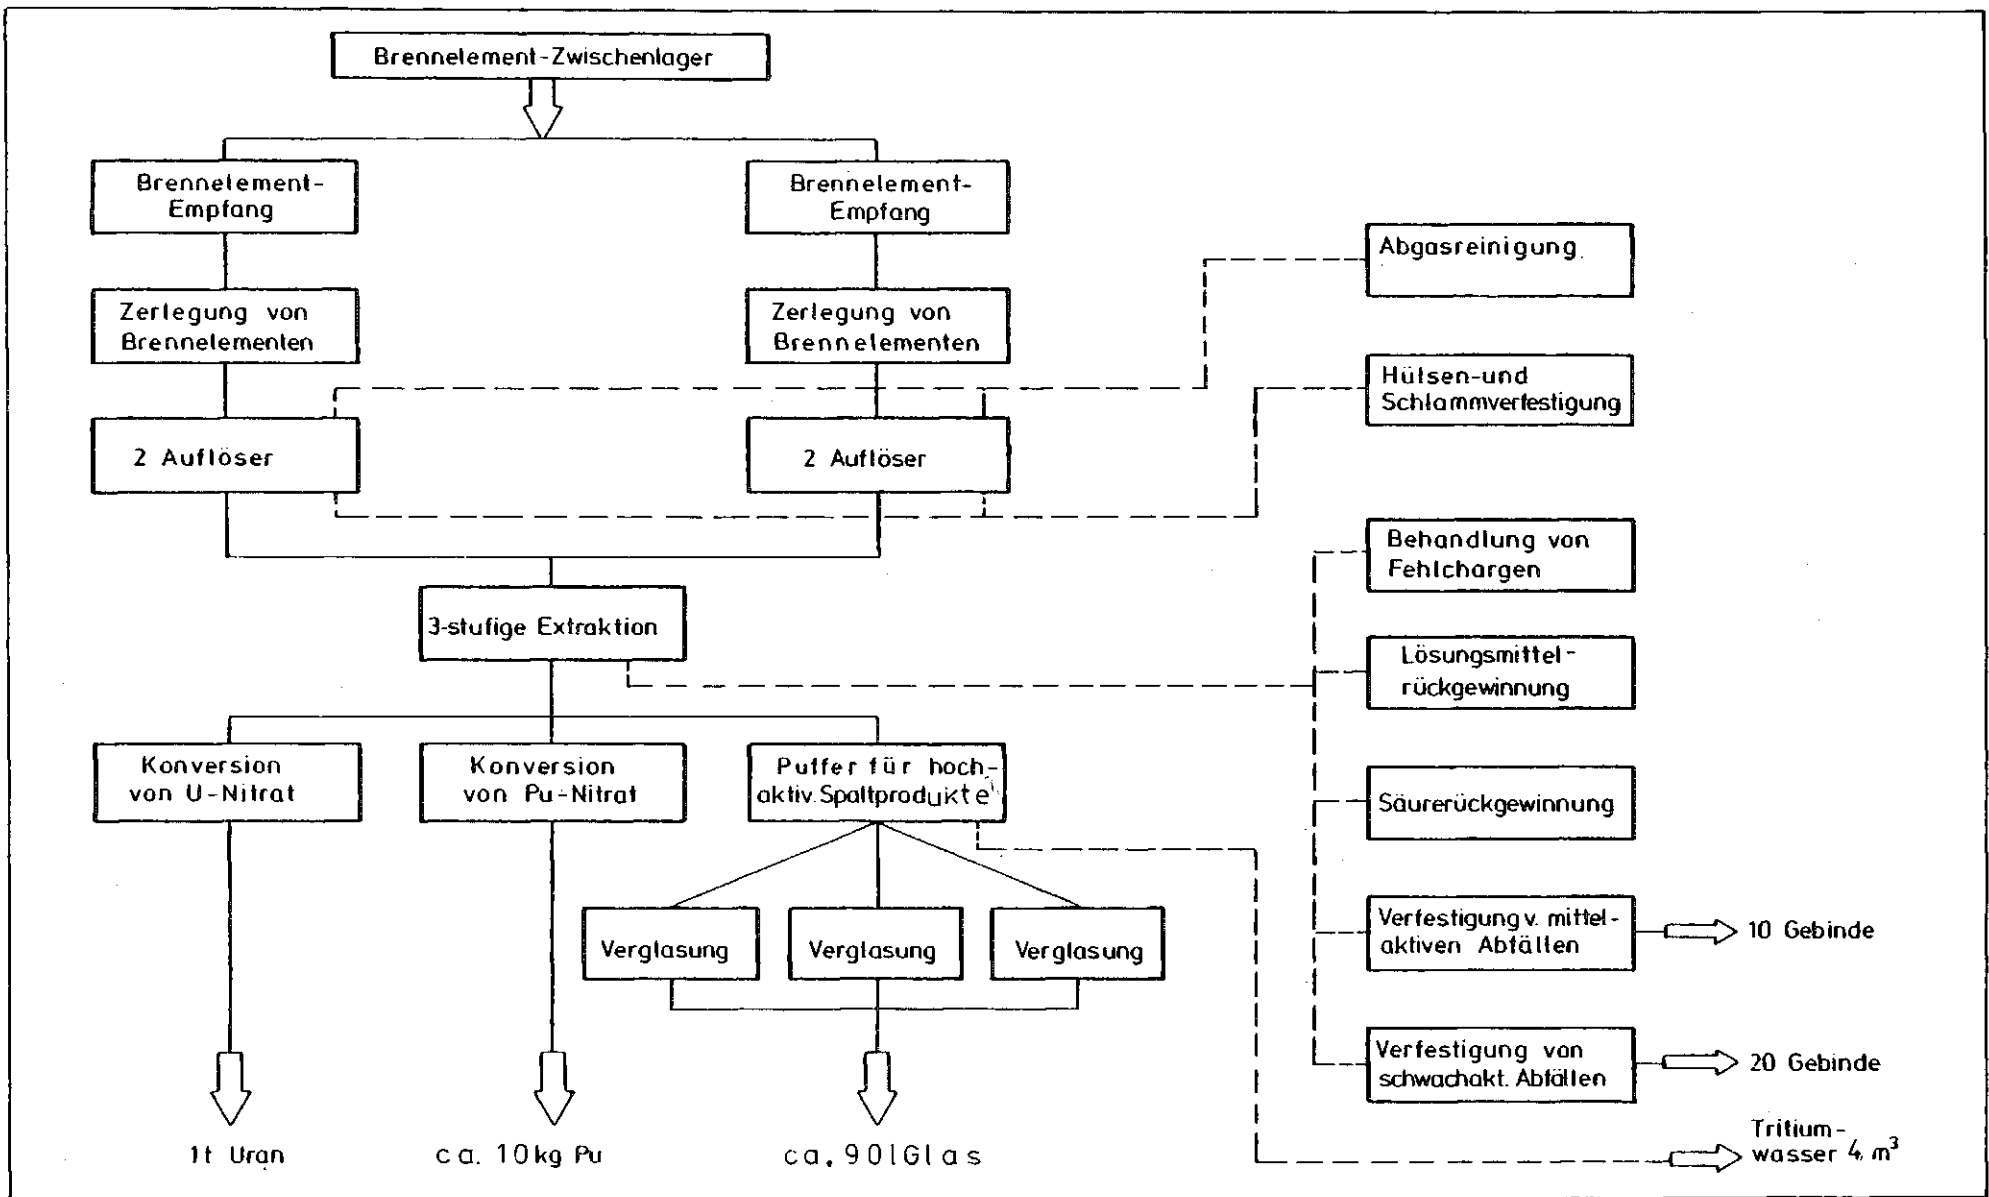 Brennelement-Zwischenlager
Brennelement-
Empfang
Brennelement-
Empfang
Zerlegung von
Brennelementen
Zerlegung von
Brennelementen
2 Auflöser
2 Auflöser
3-stufige Extraktion
Konversion
von U-Nitrat
Konversion
von Pu-Nitrat
Puffer für hoch-
aktiv. Spaltprodukte
Verglasung
Verglasung
Verglasung
1t Uran
ca. 10kg Pu
ca. 90l Glas
Abgasreinigung
Hülsen-und
Schlammverfestigung
Behandlung von
Fehlchargen
Lösungsmittel-
rückgewinnung
Säurerückgewinnung
Verfestigung v. mittel-
aktiven Abfällen
10 Gebinde
Verfestigung von
schwachakt. Abfällen
20 Gebinde
Tritium-
wasser 4 m³